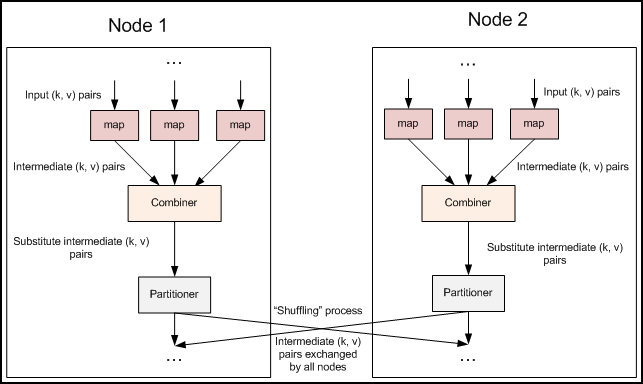 Node 1
Node 2
...
...
Input (k, v) pairs
Input (k, v) pairs
map
map
map
map
map
map
Intermediate (k, v) pairs
Intermediate (k, v) pairs
Combiner
Combiner
Substitute intermediate (k, v)
pairs
Substitute intermediate (k, v)
pairs
Partitioner
Partitioner
“Shuffling” process
Intermediate (k, v)
pairs exchanged
by all nodes
...
...